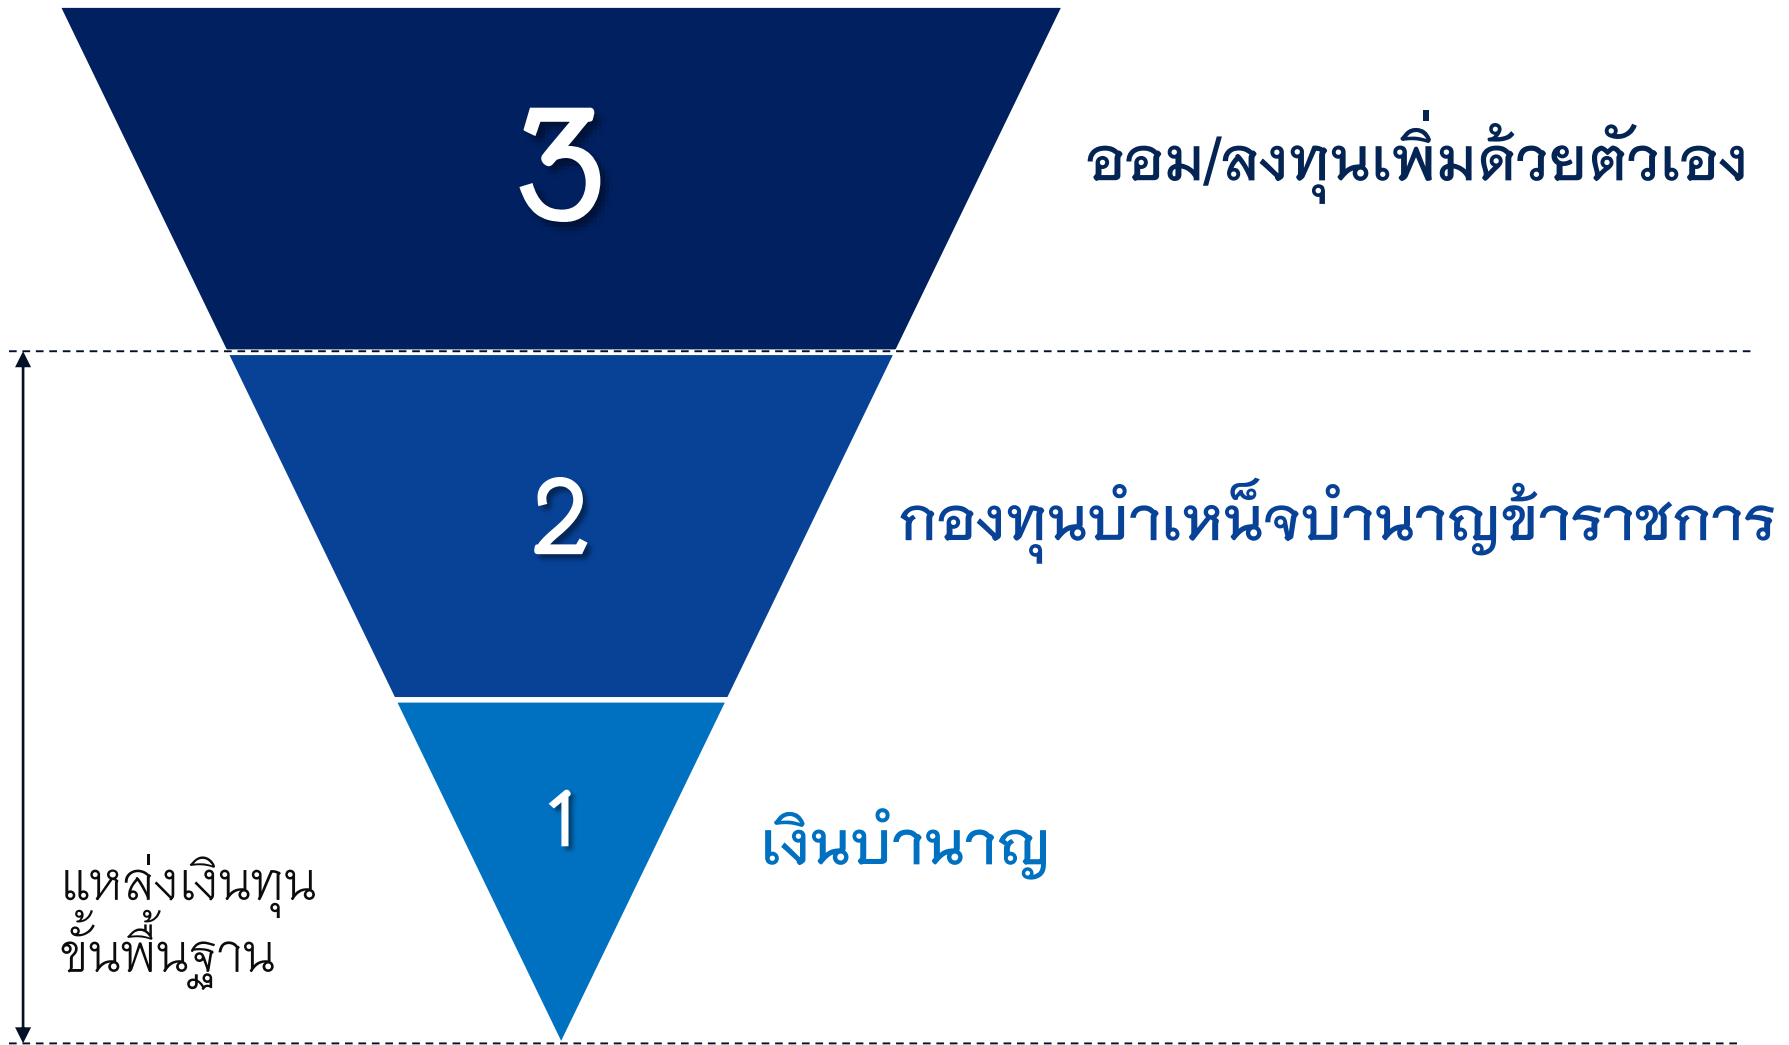 3
ออม/ลงทุนเพิ่มด้วยตัวเอง
2
กองทุนบำเหน็จบำนาญข้าราชการ
1
เงินบำนาญ
แหล่งเงินทุน
ขั้นพื้นฐาน